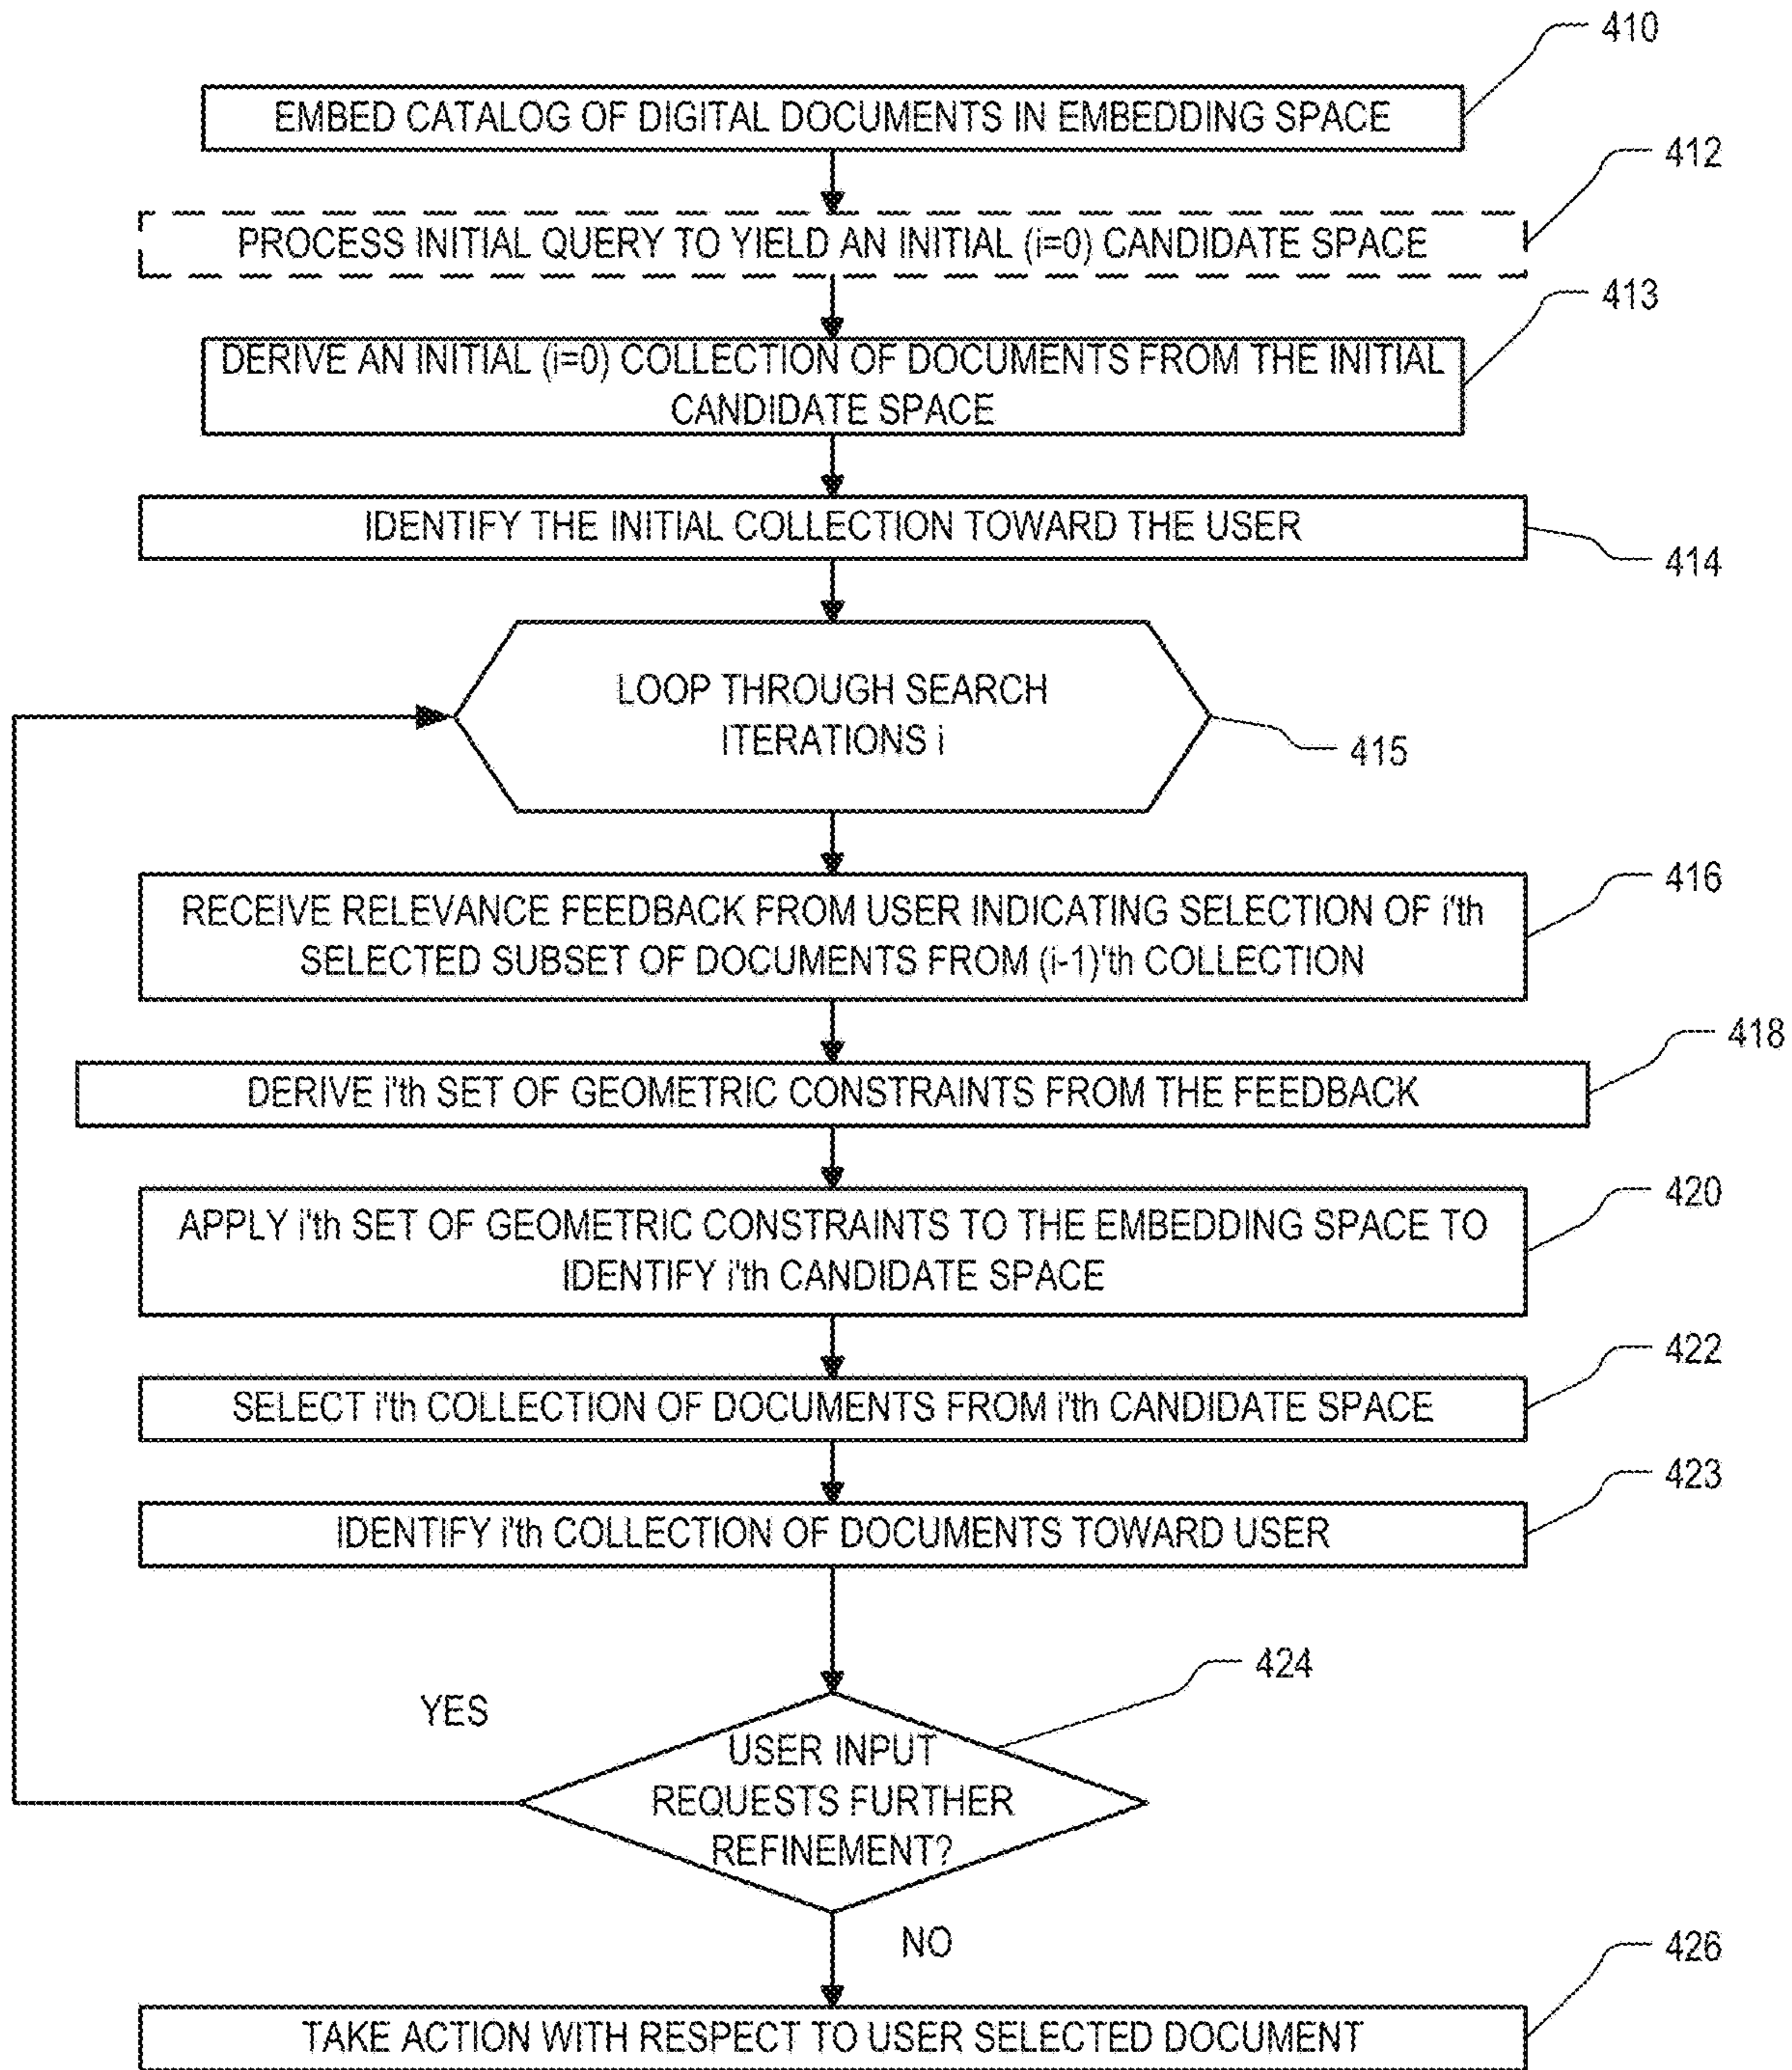 410
EMBED CATALOG OF DIGITAL DOCUMENTS IN EMBEDDING SPACE
412
PROCESS INITIAL QUERY TO YIELD AN INITIAL (i=0) CANDIDATE SPACE
413
DERIVE AN INITIAL (i=0) COLLECTION OF DOCUMENTS FROM THE INITIAL
CANDIDATE SPACE
IDENTIFY THE INITIAL COLLECTION TOWARD THE USER
414
LOOP THROUGH SEARCH
ITERATIONS i
415
416
RECEIVE RELEVANCE FEEDBACK FROM USER INDICATING SELECTION OF i'th
SELECTED SUBSET OF DOCUMENTS FROM (i-1)'th COLLECTION
418
DERIVE i'th SET OF GEOMETRIC CONSTRAINTS FROM THE FEEDBACK
420
APPLY i'th SET OF GEOMETRIC CONSTRAINTS TO THE EMBEDDING SPACE TO
IDENTIFY i'th CANDIDATE SPACE
422
SELECT i'th COLLECTION OF DOCUMENTS FROM i'th CANDIDATE SPACE
423
IDENTIFY i'th COLLECTION OF DOCUMENTS TOWARD USER
424
YES
USER INPUT
REQUESTS FURTHER
REFINEMENT?
NO
426
TAKE ACTION WITH RESPECT TO USER SELECTED DOCUMENT